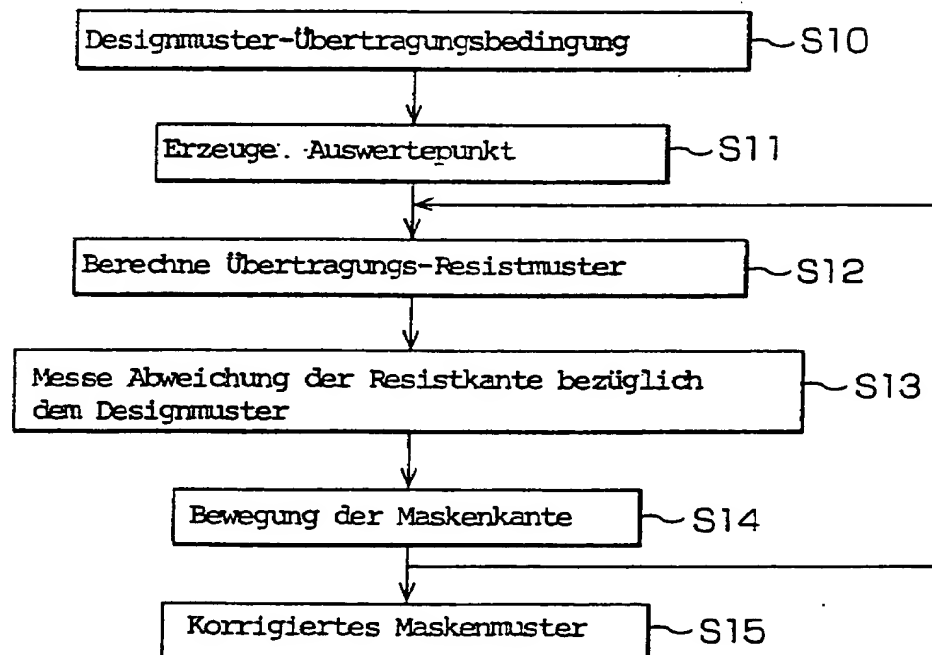 Designmuster-Übertragungsbedingung
S10
Erzeuge. Auswertepunkt
S11
Berechne Übertragungs-Resistmuster
S12
Messe Abweichung der Resistkante bezüglich
dem Designmuster
S13
Bewegung der Maskenkante
S14
Korrigiertes Maskenmuster
S15